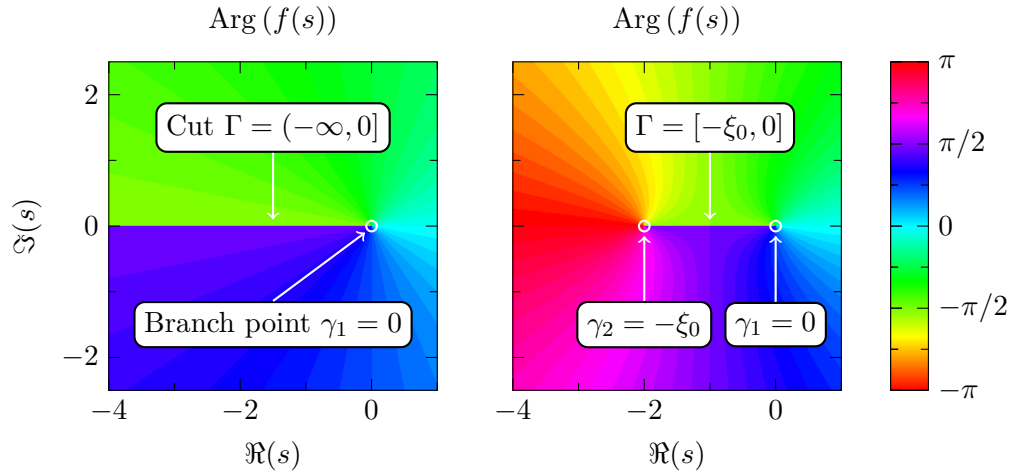 Arg (f(s))
Arg (f(s))
Cut Γ = (−∞, 0]
Branch point γ₁ = 0
ℑ(s)
2
0
−2
−4
−2
0
ℜ(s)
Γ = [−ξ₀, 0]
γ₂ = −ξ₀
γ₁ = 0
−4
−2
0
ℜ(s)
π
π/2
0
−π/2
−π